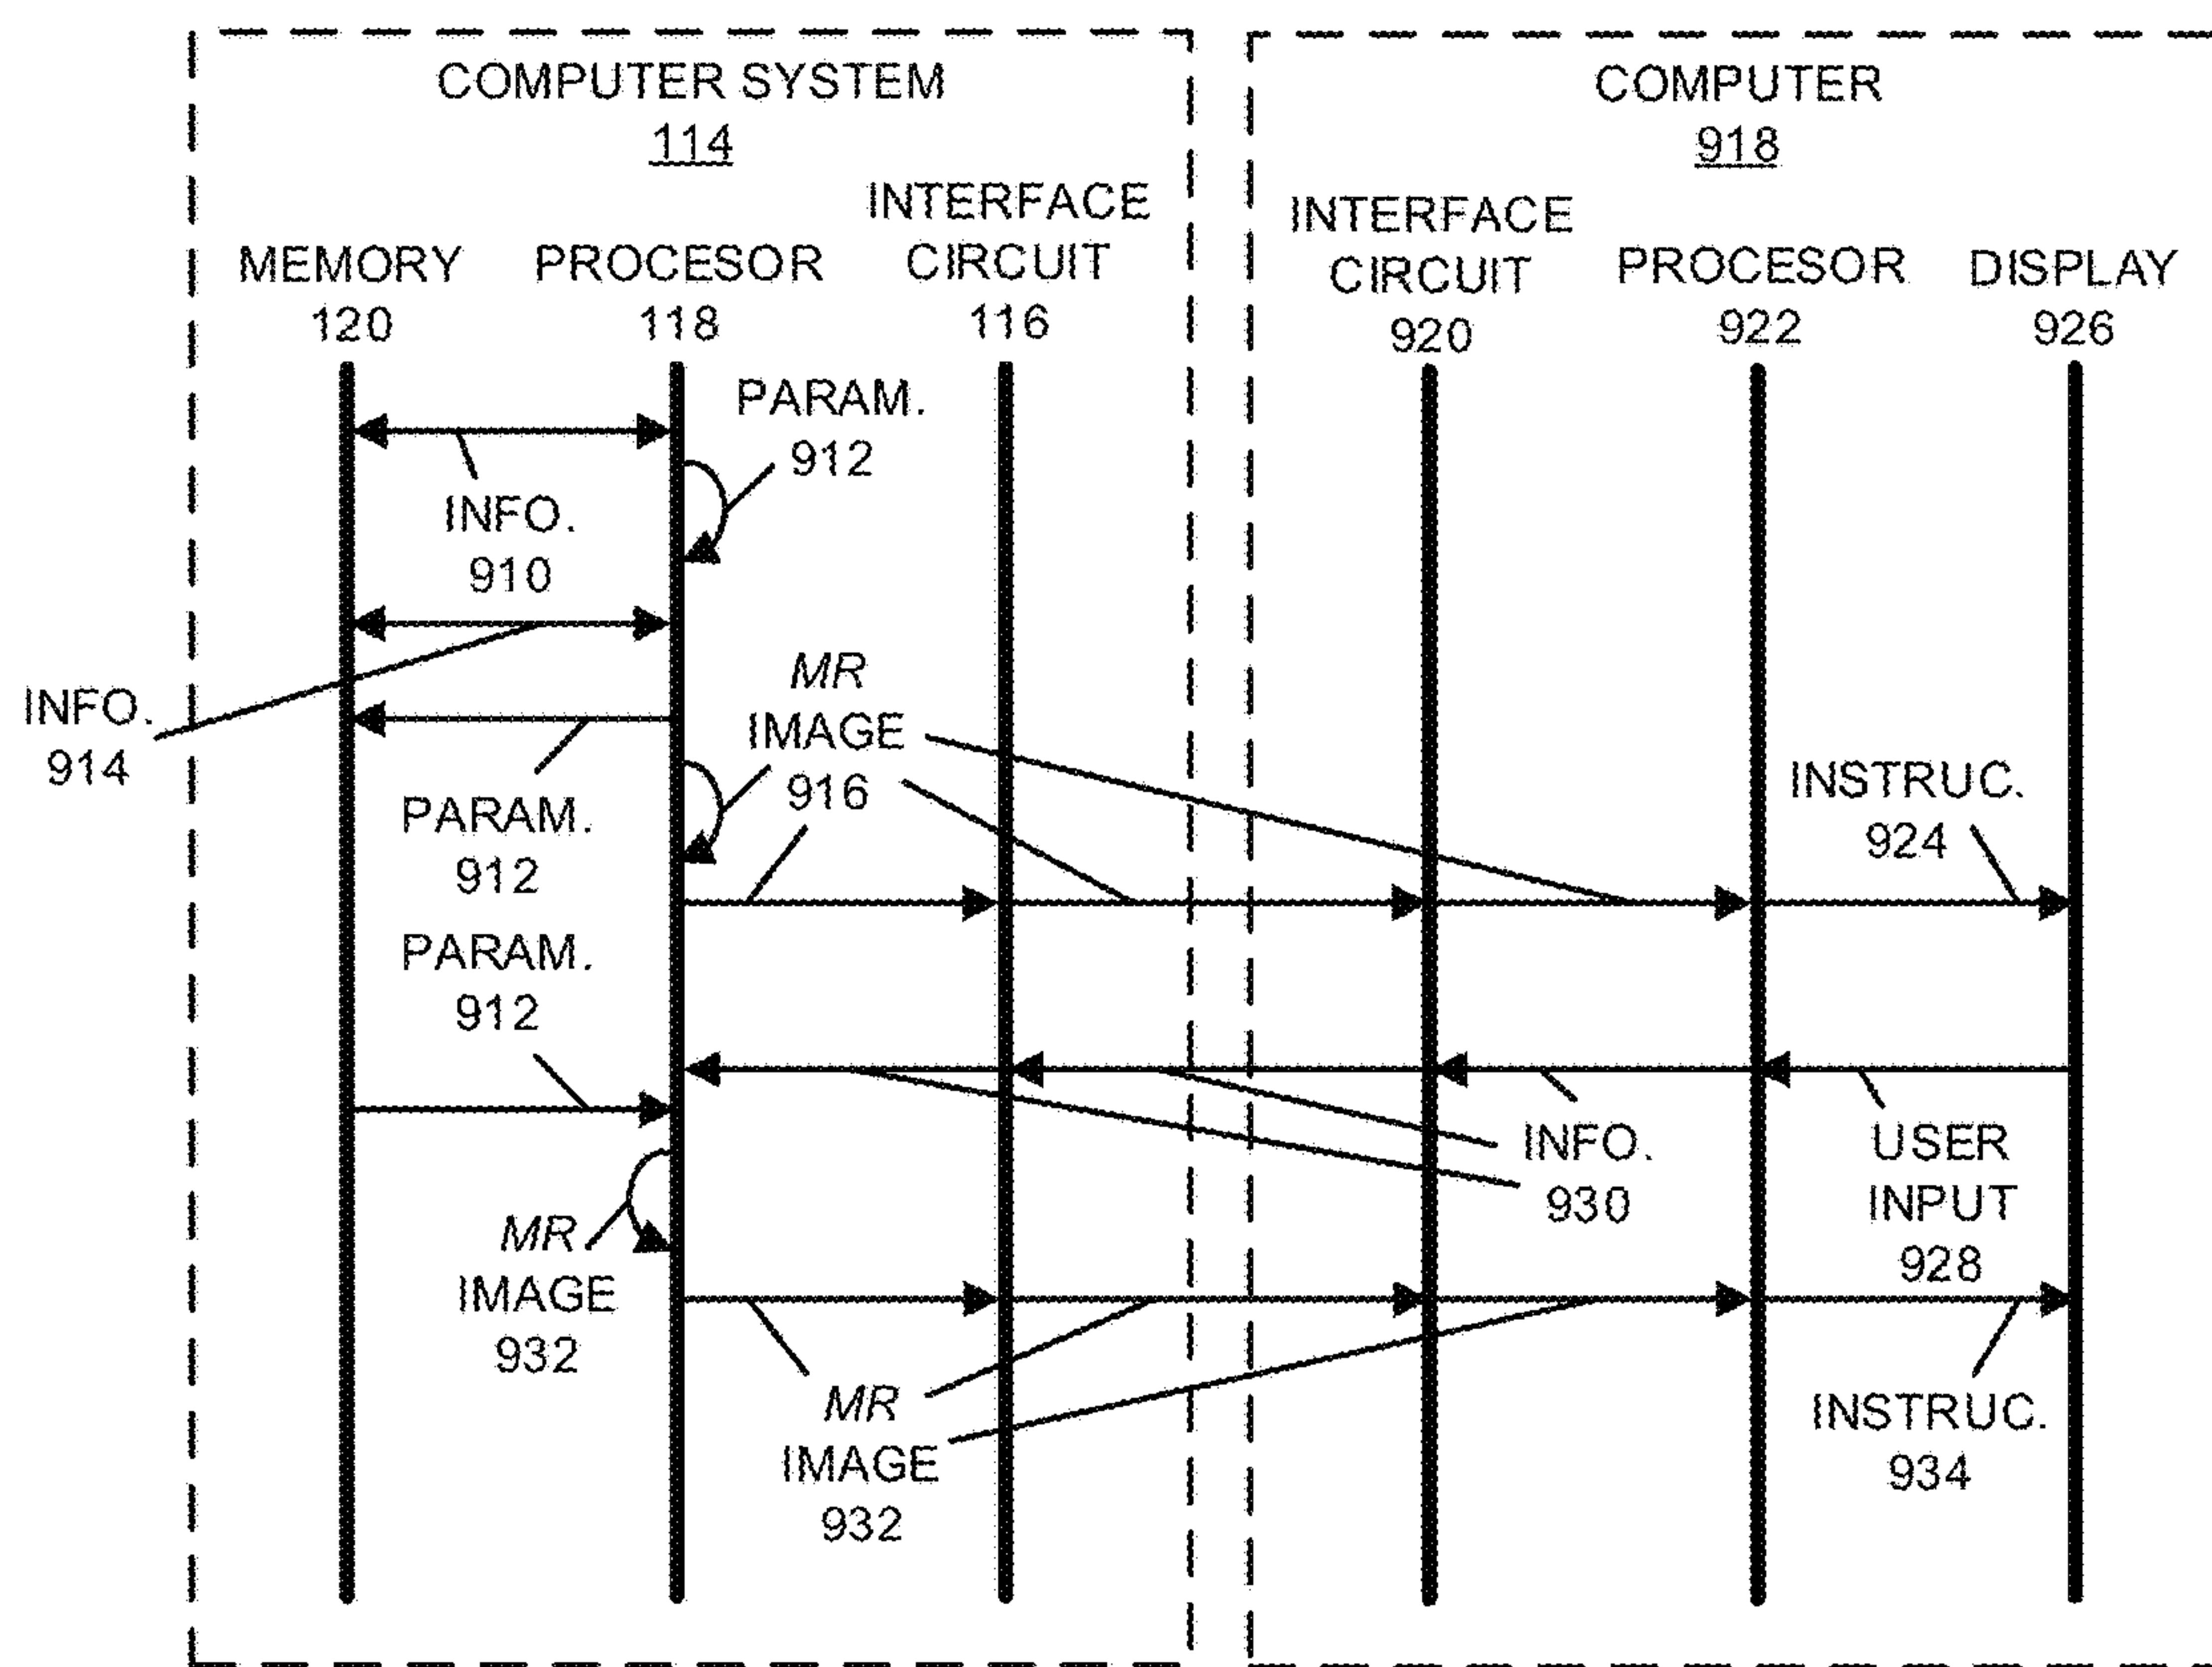 COMPUTER SYSTEM
114
COMPUTER
918
MEMORY
120
PROCESOR
118
INTERFACE
CIRCUIT
116
INTERFACE
CIRCUIT
920
PROCESOR
922
DISPLAY
926
PARAM.
912
INFO.
910
INFO.
914
MR
IMAGE
916
PARAM.
912
INSTRUC.
924
PARAM.
912
INFO.
930
USER
INPUT
928
MR
IMAGE
932
MR
IMAGE
932
INSTRUC.
934